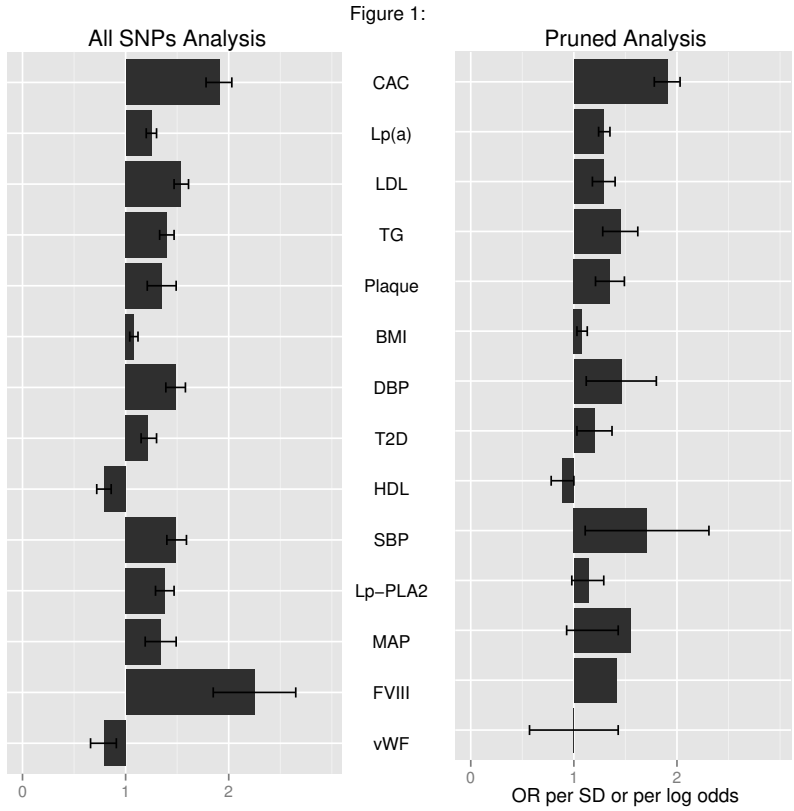 Figure 1:
All SNPs Analysis
Pruned Analysis
CAC
Lp(a)
LDL
TG
Plaque
BMI
DBP
T2D
HDL
SBP
Lp−PLA2
MAP
FVIII
vWF
0 1 2
0 1 2
OR per SD or per log odds